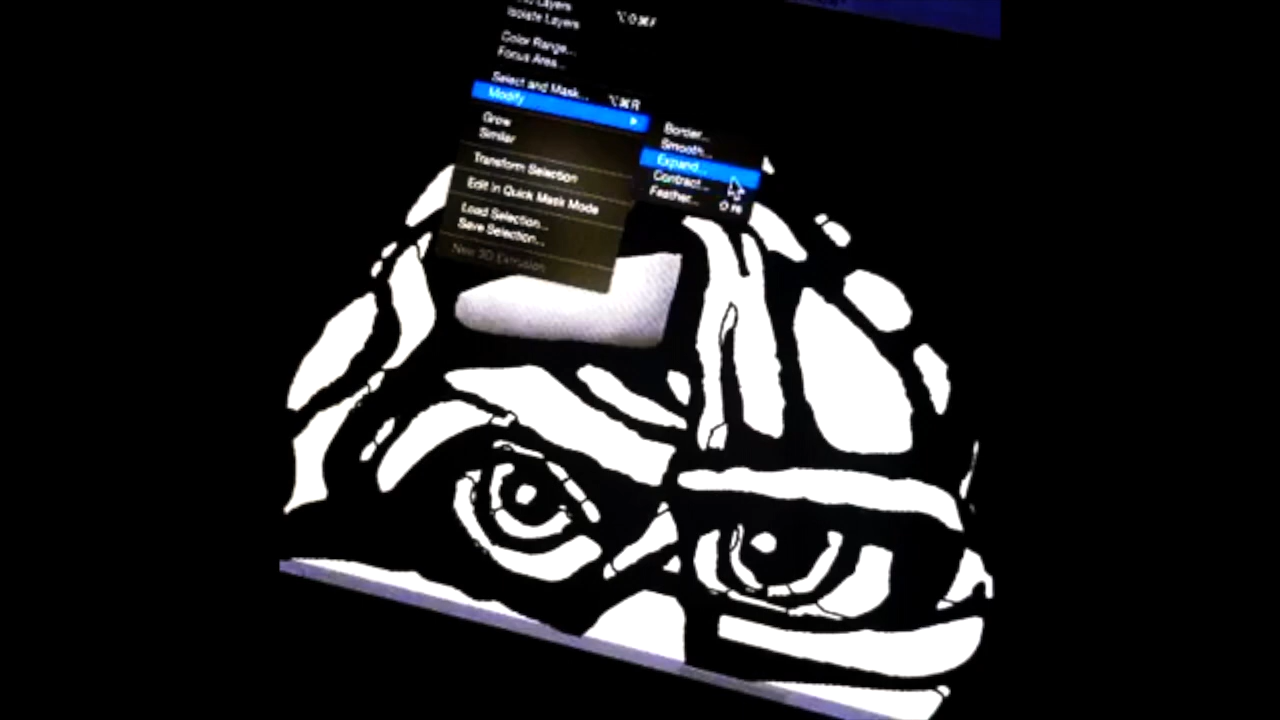 Layers
Isolate Layers
Color Range...
Focus Area...
Select and Mask... ⌥⌘R
Modify
Grow
Similar
Transform Selection
Edit in Quick Mask Mode
Load Selection...
Save Selection...
New 3D Extrusion
Border...
Smooth...
Expand...
Contract...
Feather...